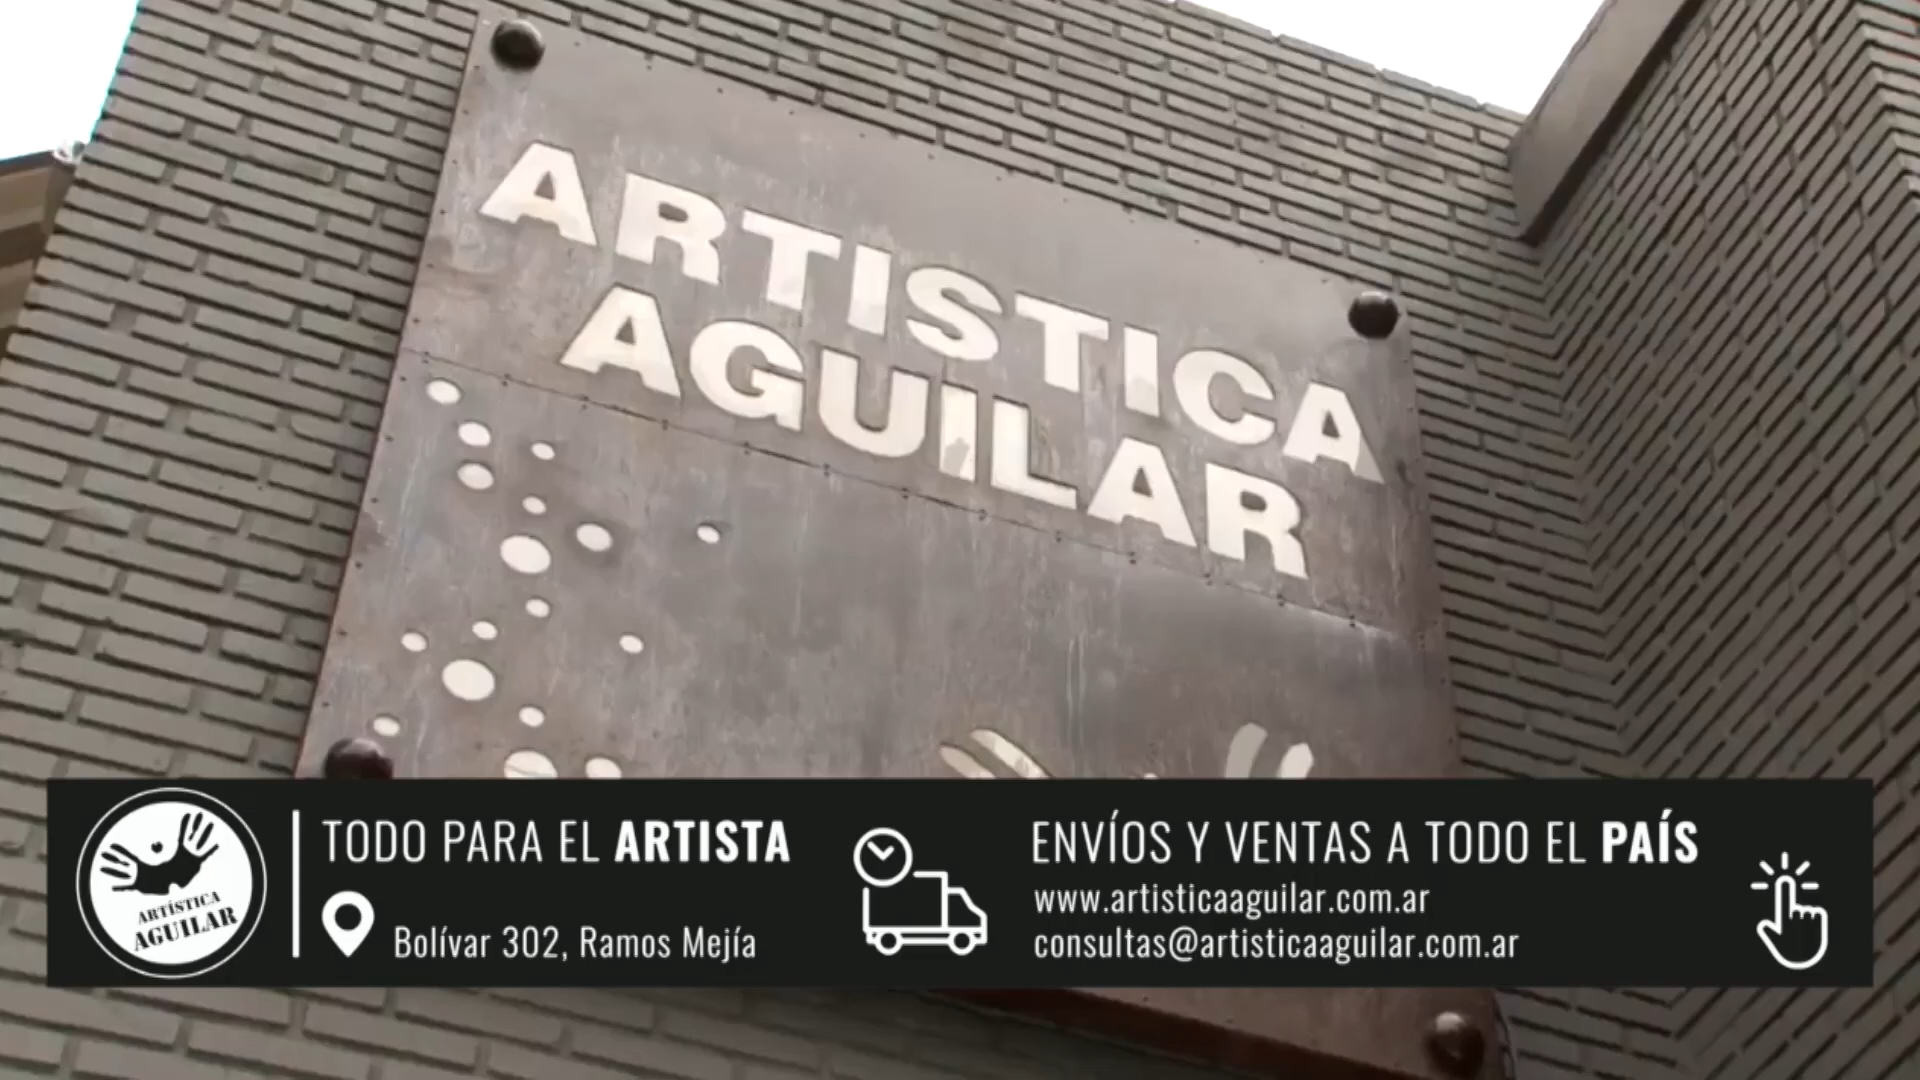 ARTISTICA
AGUILAR
ARTÍSTICA
AGUILAR
TODO PARA EL ARTISTA
Bolívar 302, Ramos Mejía
ENVÍOS Y VENTAS A TODO EL PAÍS
www.artisticaaguilar.com.ar
consultas@artisticaaguilar.com.ar